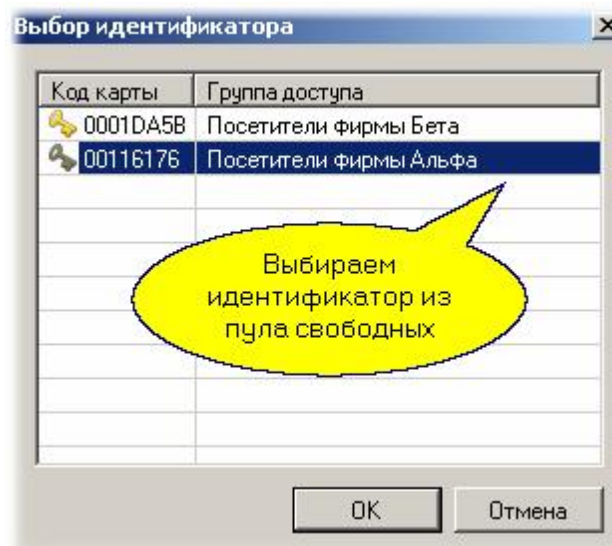 Выбор идентификатора
Код карты Группа доступа
0001DA5B Посетители фирмы Бета
00116176 Посетители фирмы Альфа
Выбираем
идентификатор из
пула свободных
OK Отмена